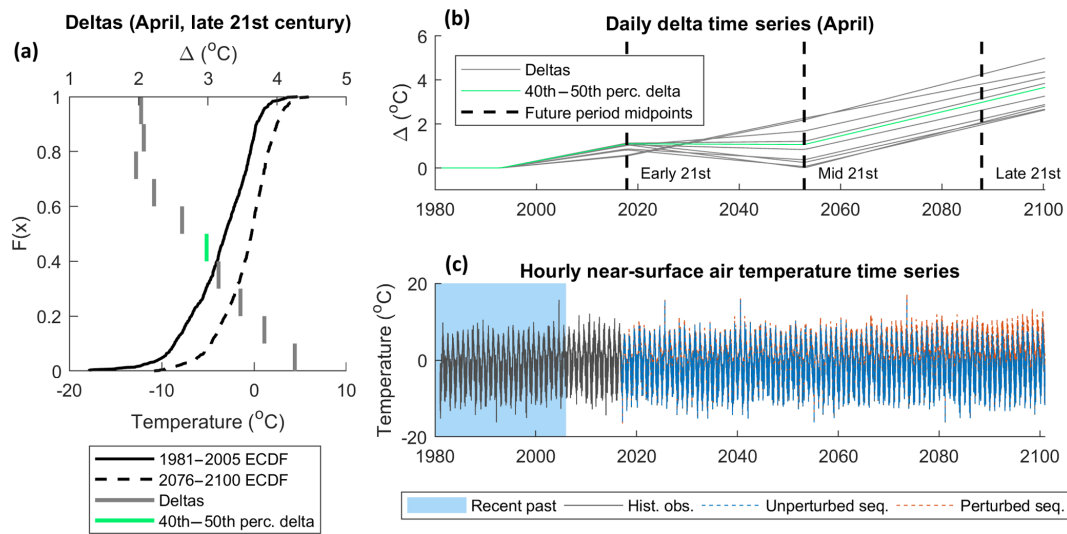 Deltas (April, late 21st century)
(a)
Δ (°C)
1 2 3 4 5
1
0.8
0.6
0.4
0.2
0
F(x)
-20 -10 0 10
Temperature (°C)
1981−2005 ECDF
2076−2100 ECDF
Deltas
40th−50th perc. delta
(b)
Daily delta time series (April)
6
4
2
0
Δ (°C)
Deltas
40th−50th perc. delta
Future period midpoints
Early 21st
Mid 21st
Late 21st
1980 2000 2020 2040 2060 2080 2100
(c)
Hourly near-surface air temperature time series
20
0
-20
Temperature (°C)
1980 2000 2020 2040 2060 2080 2100
Recent past
Hist. obs.
Unperturbed seq.
Perturbed seq.